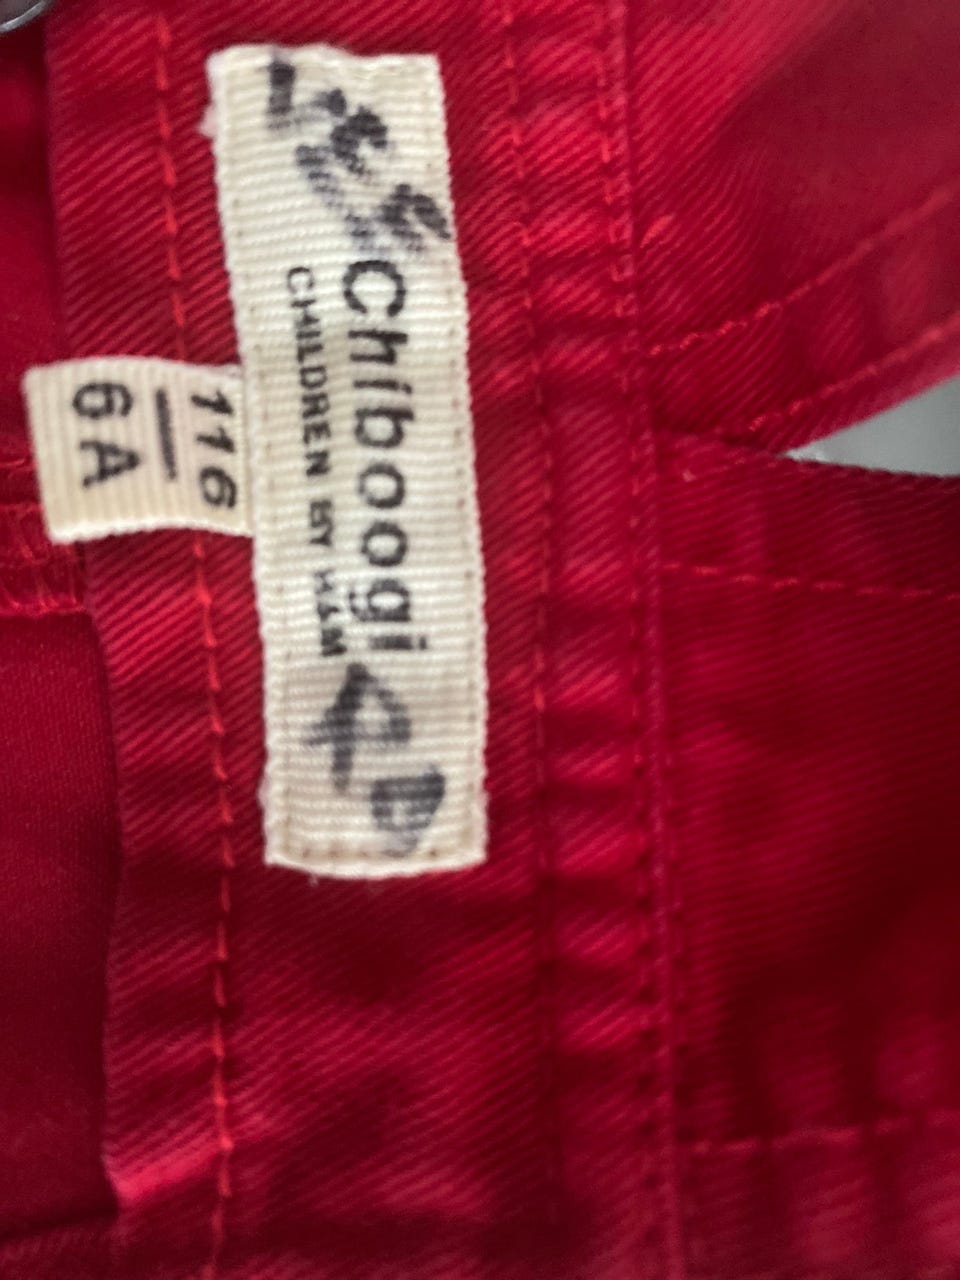 Chiboogi
CHILDREN BY H&M
116
6A